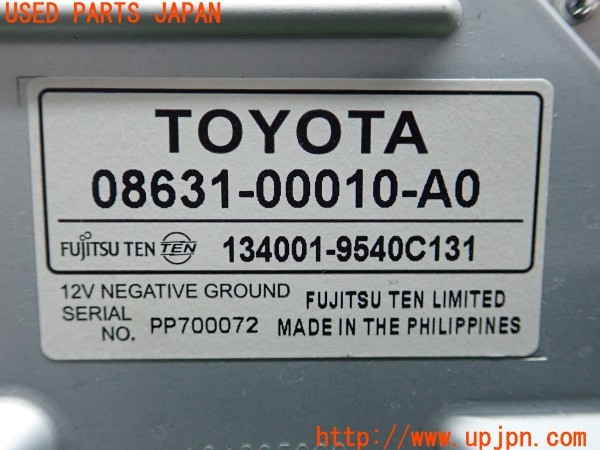 USED PARTS JAPAN
TOYOTA
08631-00010-A0
FUJITSU TEN TEN 134001-9540C131
12V NEGATIVE GROUND FUJITSU TEN LIMITED
SERIAL NO. PP700072 MADE IN THE PHILIPPINES
http://www.upjpn.com